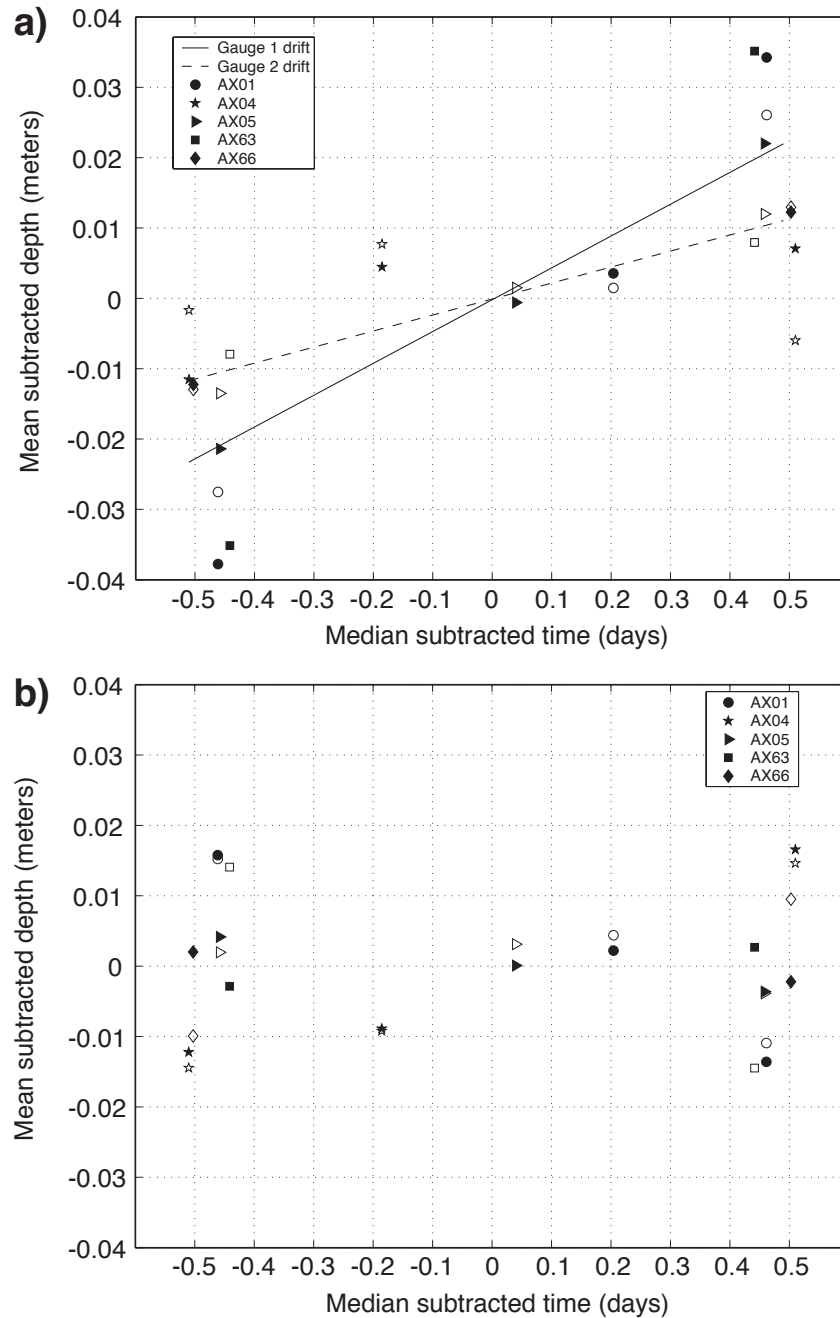 a)
0.04
0.03
0.02
0.01
0
-0.01
-0.02
-0.03
-0.04
Mean subtracted depth (meters)
Gauge 1 drift
Gauge 2 drift
AX01
AX04
AX05
AX63
AX66
-0.5 -0.4 -0.3 -0.2 -0.1 0 0.1 0.2 0.3 0.4 0.5
Median subtracted time (days)
b)
0.04
0.03
0.02
0.01
0
-0.01
-0.02
-0.03
-0.04
Mean subtracted depth (meters)
AX01
AX04
AX05
AX63
AX66
-0.5 -0.4 -0.3 -0.2 -0.1 0 0.1 0.2 0.3 0.4 0.5
Median subtracted time (days)